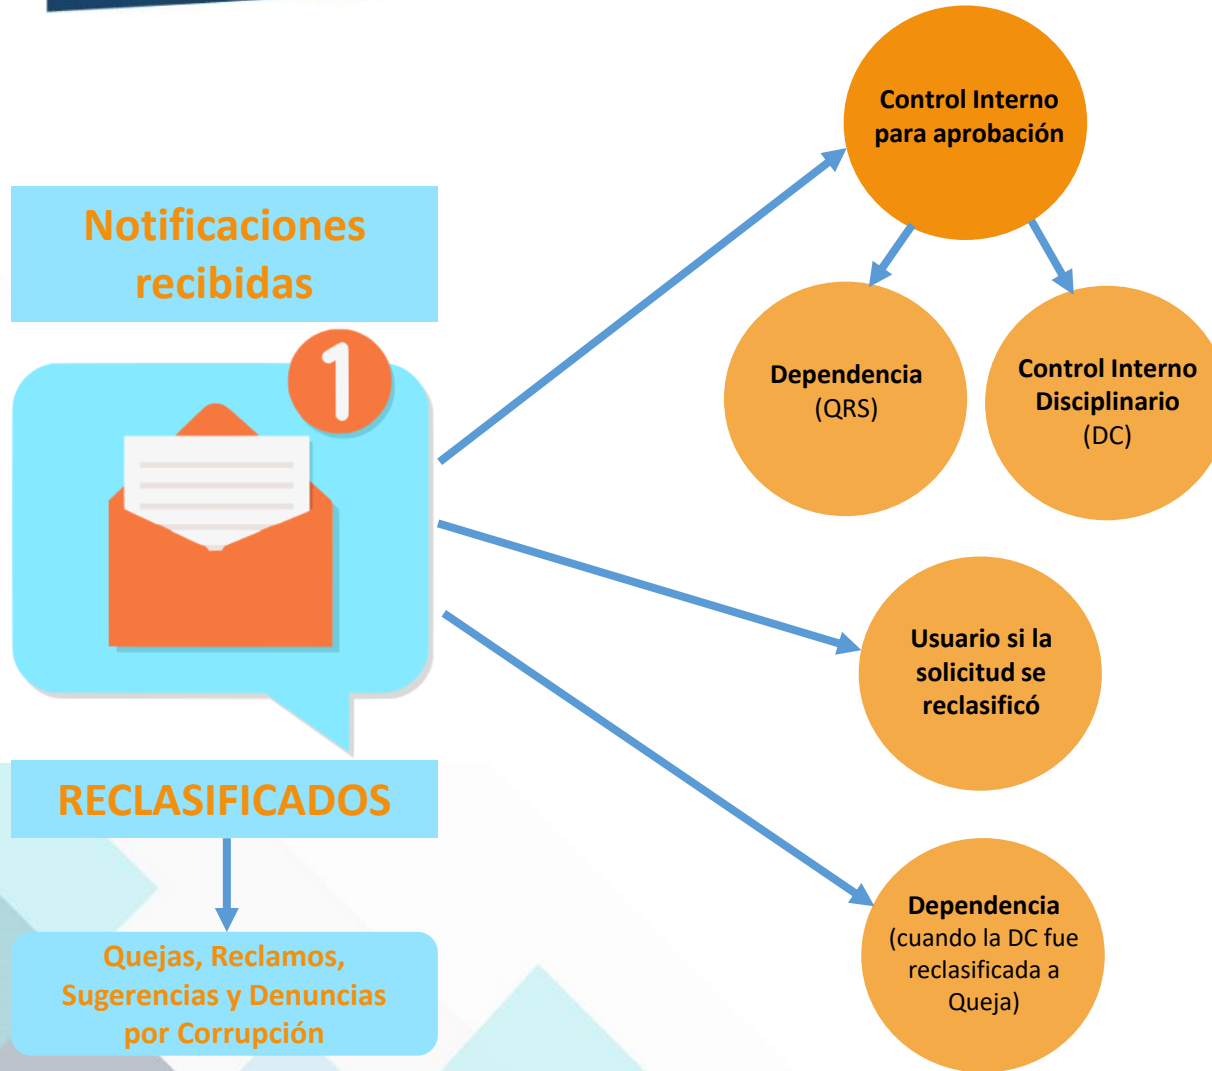 Notificaciones
recibidas
1
RECLASIFICADOS
Quejas, Reclamos,
Sugerencias y Denuncias
por Corrupción
Control Interno
para aprobación
Dependencia
(QRS)
Control Interno
Disciplinario
(DC)
Usuario si la
solicitud se
reclasificó
Dependencia
(cuando la DC fue
reclasificada a
Queja)